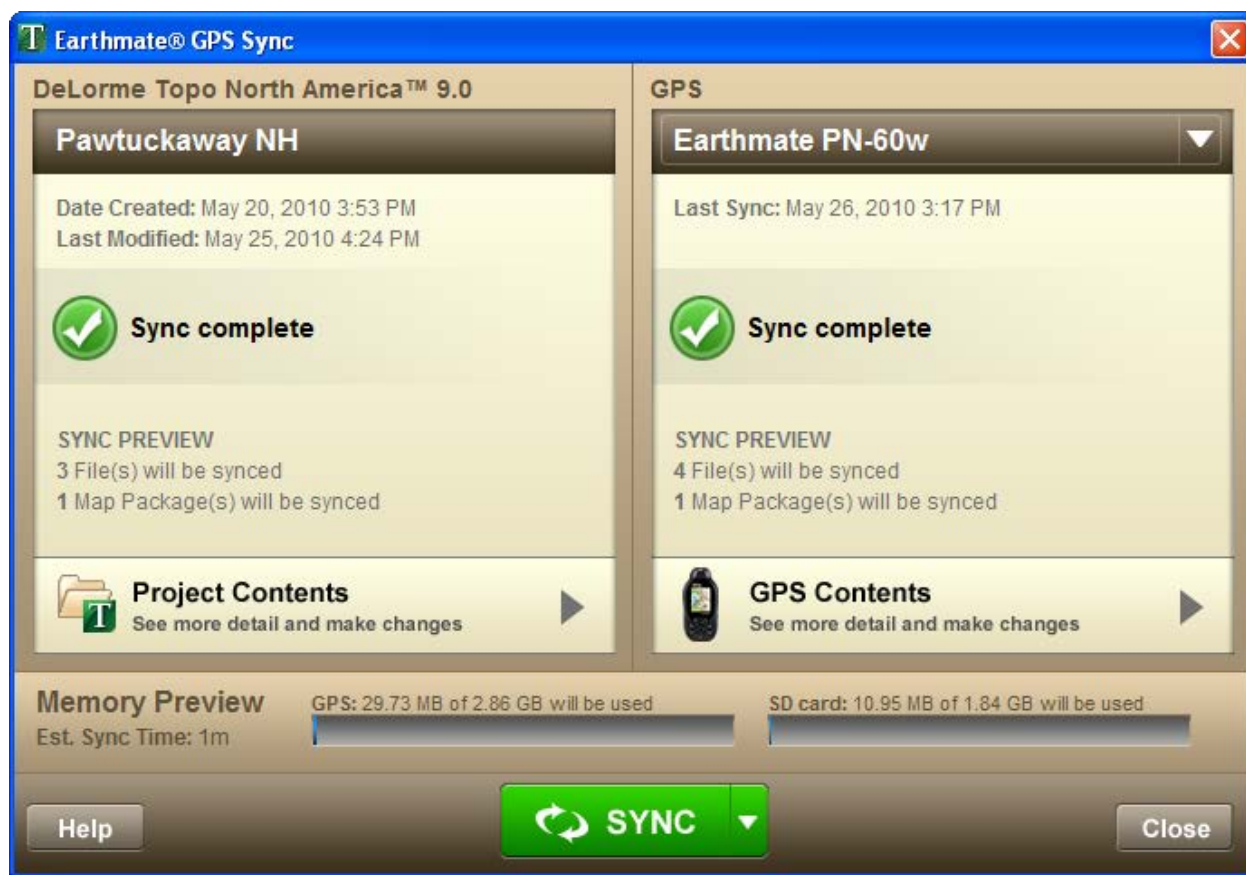 T Earthmate® GPS Sync
DeLorme Topo North America™ 9.0
Pawtuckaway NH
Date Created: May 20, 2010 3:53 PM
Last Modified: May 25, 2010 4:24 PM
Sync complete
SYNC PREVIEW
3 File(s) will be synced
1 Map Package(s) will be synced
T
Project Contents
See more detail and make changes
GPS
Earthmate PN-60w
Last Sync: May 26, 2010 3:17 PM
Sync complete
SYNC PREVIEW
4 File(s) will be synced
1 Map Package(s) will be synced
GPS Contents
See more detail and make changes
Memory Preview
Est. Sync Time: 1m
GPS: 29.73 MB of 2.86 GB will be used
SD card: 10.95 MB of 1.84 GB will be used
Help
SYNC
Close